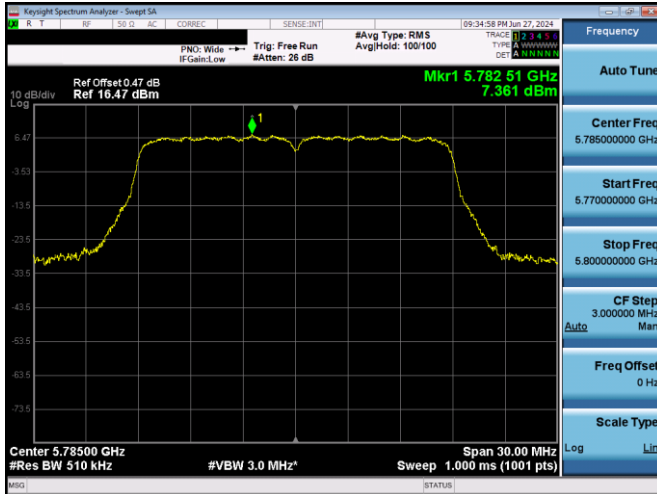 Keysight Spectrum Analyzer - Swept SA
R T RF 50 Ω AC CORREC SENSE:INT 09:34:58 PM Jun 27, 2024
PNO: Wide
IFGain:Low
Trig: Free Run
#Atten: 26 dB
#Avg Type: RMS
Avg|Hold: 100/100
TRACE 1 2 3 4 5 6
TYPE A WWWWW
DET A N N N N N
Frequency
Mkr1 5.782 51 GHz
7.361 dBm
10 dB/div
Log
Ref Offset 0.47 dB
Ref 16.47 dBm
1
6.47
-3.53
-13.5
-23.5
-33.5
-43.5
-53.5
-63.5
-73.5
Center 5.78500 GHz
#Res BW 510 kHz
#VBW 3.0 MHz*
Span 30.00 MHz
Sweep 1.000 ms (1001 pts)
MSG STATUS
Auto Tune
Center Freq
5.785000000 GHz
Start Freq
5.770000000 GHz
Stop Freq
5.800000000 GHz
CF Step
3.000000 MHz
Auto Man
Freq Offset
0 Hz
Scale Type
Log Lin